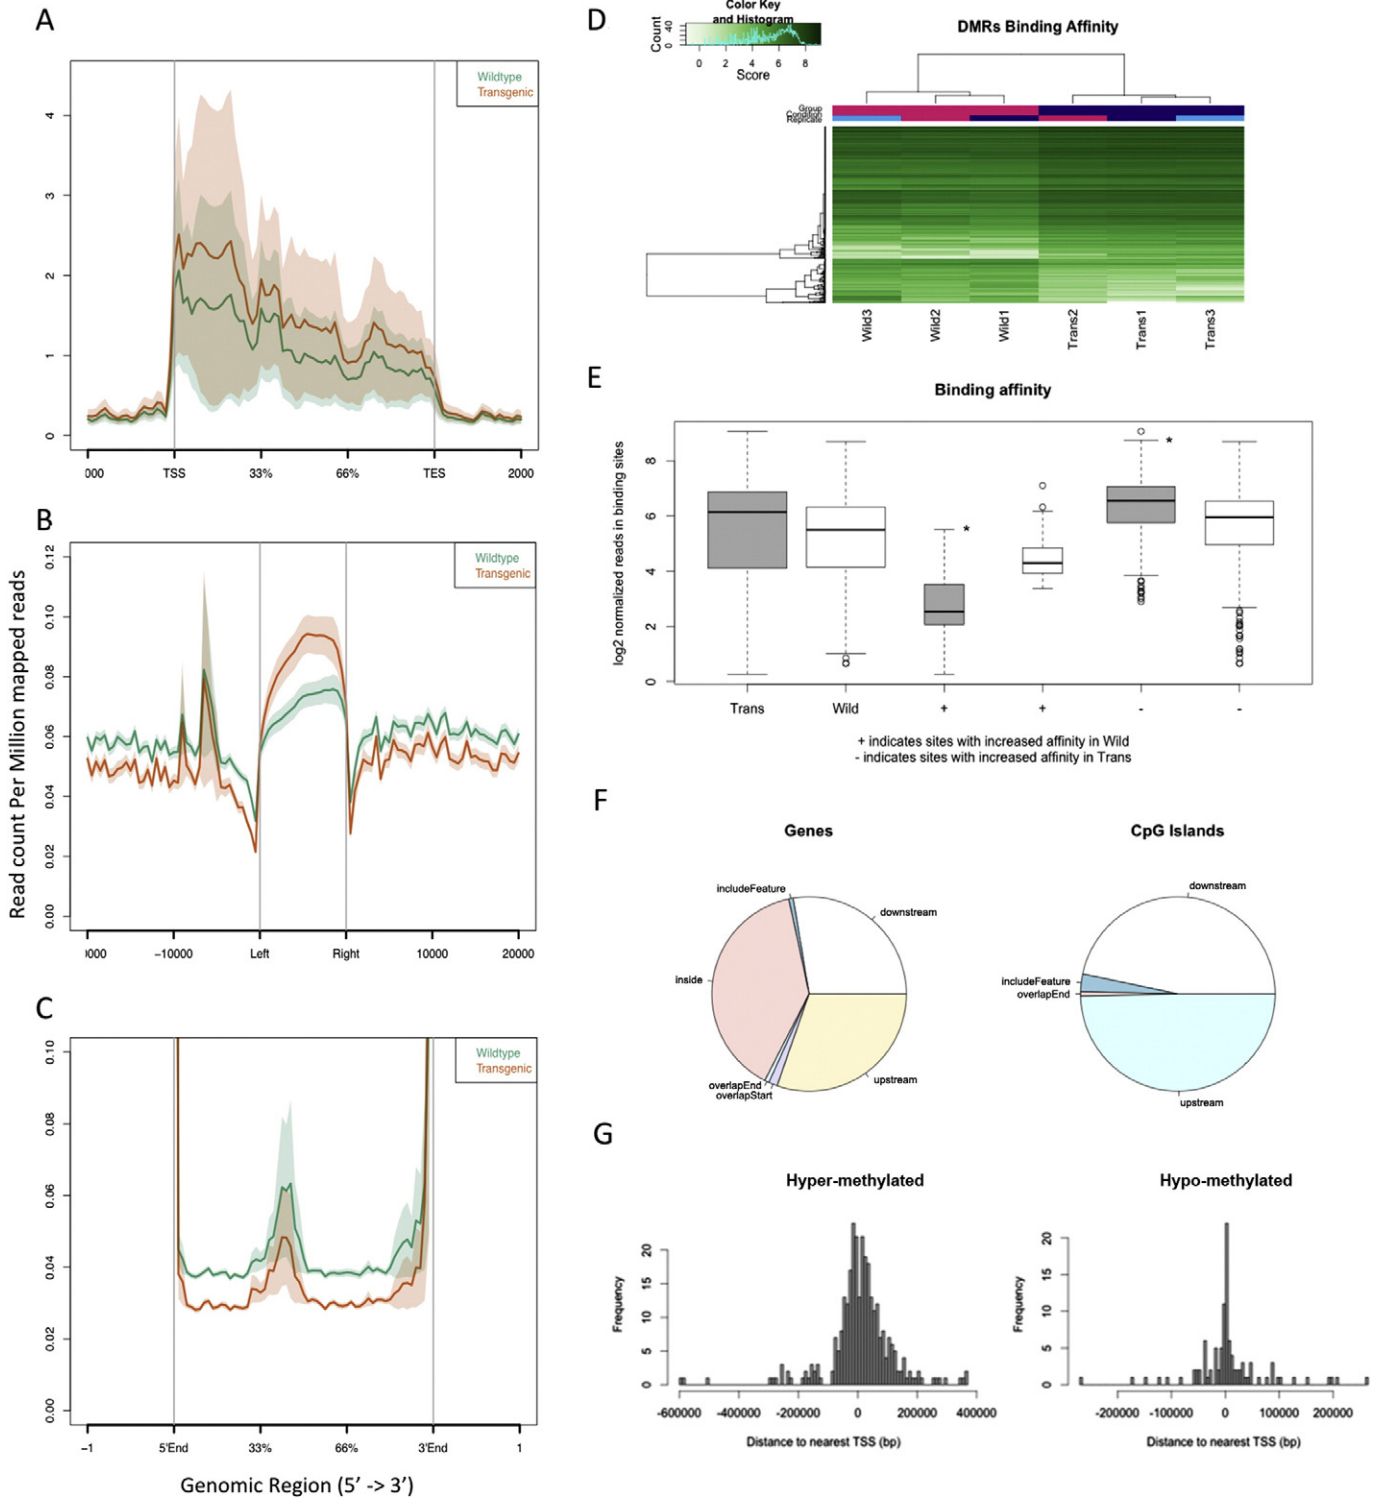 A
Wildtype
Transgenic
4
3
2
1
0
000 TSS 33% 66% TES 2000
B
Wildtype
Transgenic
0.12
0.10
0.08
0.06
0.04
0.02
0.00
)000 −10000 Left Right 10000 20000
C
Wildtype
Transgenic
0.10
0.08
0.06
0.04
0.02
0.00
−1 5'End 33% 66% 3'End 1
Read count Per Million mapped reads
Genomic Region (5’ -> 3’)
D
Color Key
and Histogram
Count
0 40
0 2 4 6 8
Score
DMRs Binding Affinity
Group
Condition
Replicate
Wild3 Wild2 Wild1 Trans2 Trans1 Trans3
E
Binding affinity
log2 normalized reads in binding sites
8
6
4
2
0
* *
Trans Wild + + - -
+ indicates sites with increased affinity in Wild
- indicates sites with increased affinity in Trans
F
Genes
includeFeature
downstream
inside
overlapEnd
overlapStart
upstream
CpG Islands
downstream
includeFeature
overlapEnd
upstream
G
Hyper-methylated
Frequency
20
15
10
5
0
-600000 -400000 -200000 0 200000 400000
Distance to nearest TSS (bp)
Hypo-methylated
Frequency
20
15
10
5
0
-200000 -100000 0 100000 200000
Distance to nearest TSS (bp)